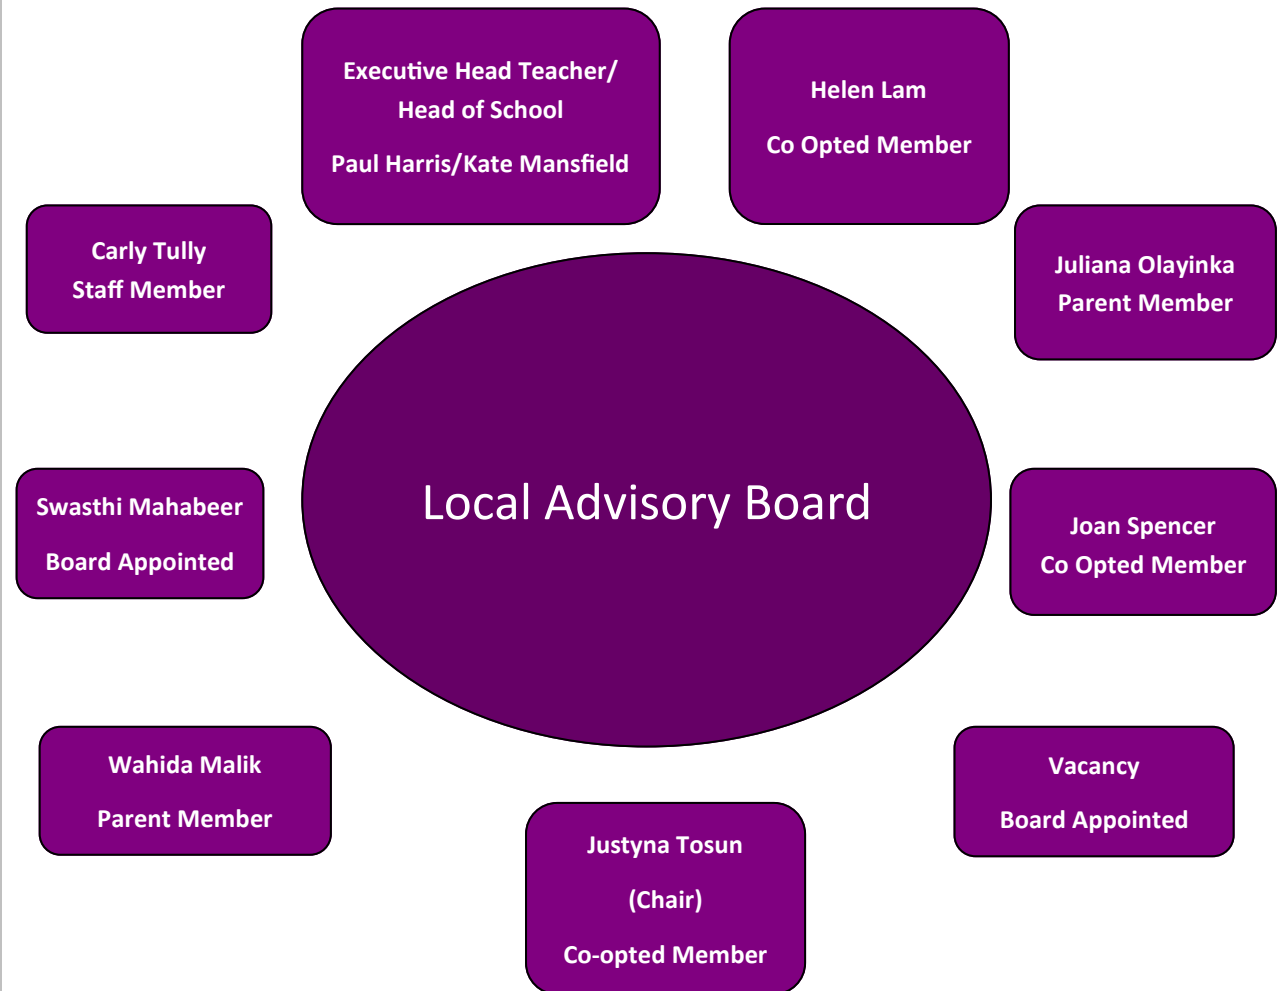 Executive Head Teacher/
Head of School
Paul Harris/Kate Mansfield
Helen Lam
Co Opted Member
Carly Tully
Staff Member
Juliana Olayinka
Parent Member
Local Advisory Board
Swasthi Mahabeer
Board Appointed
Joan Spencer
Co Opted Member
Wahida Malik
Parent Member
Vacancy
Board Appointed
Justyna Tosun
(Chair)
Co-opted Member